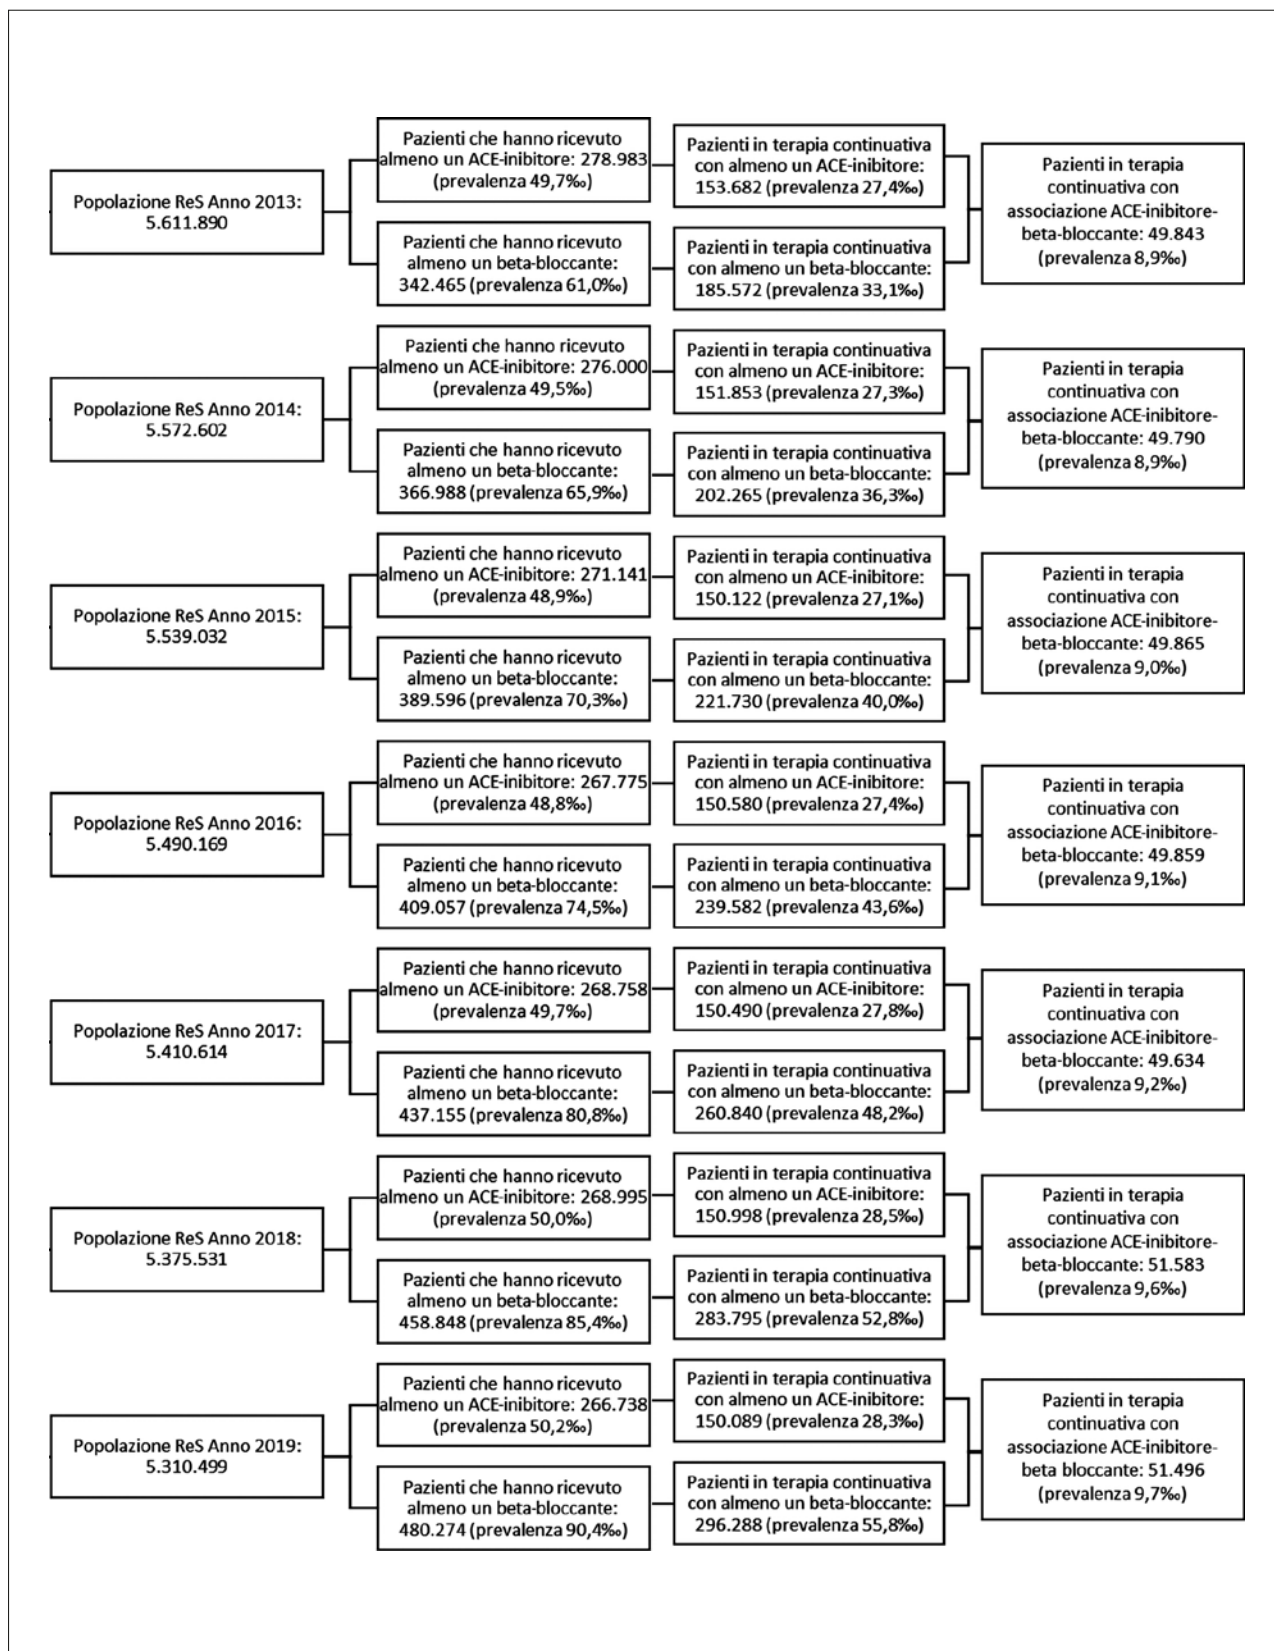 Popolazione ReS Anno 2013:
5.611.890
Pazienti che hanno ricevuto
almeno un ACE-inibitore: 278.983
(prevalenza 49,7‰)
Pazienti che hanno ricevuto
almeno un beta-bloccante:
342.465 (prevalenza 61,0‰)
Pazienti in terapia continuativa
con almeno un ACE-inibitore:
153.682 (prevalenza 27,4‰)
Pazienti in terapia continuativa
con almeno un beta-bloccante:
185.572 (prevalenza 33,1‰)
Pazienti in terapia
continuativa con
associazione ACE-inibitore-
beta-bloccante: 49.843
(prevalenza 8,9‰)
Popolazione ReS Anno 2014:
5.572.602
Pazienti che hanno ricevuto
almeno un ACE-inibitore: 276.000
(prevalenza 49,5‰)
Pazienti che hanno ricevuto
almeno un beta-bloccante:
366.988 (prevalenza 65,9‰)
Pazienti in terapia continuativa
con almeno un ACE-inibitore:
151.853 (prevalenza 27,3‰)
Pazienti in terapia continuativa
con almeno un beta-bloccante:
202.265 (prevalenza 36,3‰)
Pazienti in terapia
continuativa con
associazione ACE-inibitore-
beta-bloccante: 49.790
(prevalenza 8,9‰)
Popolazione ReS Anno 2015:
5.539.032
Pazienti che hanno ricevuto
almeno un ACE-inibitore: 271.141
(prevalenza 48,9‰)
Pazienti che hanno ricevuto
almeno un beta-bloccante:
389.596 (prevalenza 70,3‰)
Pazienti in terapia continuativa
con almeno un ACE-inibitore:
150.122 (prevalenza 27,1‰)
Pazienti in terapia continuativa
con almeno un beta-bloccante:
221.730 (prevalenza 40,0‰)
Pazienti in terapia
continuativa con
associazione ACE-inibitore-
beta-bloccante: 49.865
(prevalenza 9,0‰)
Popolazione ReS Anno 2016:
5.490.169
Pazienti che hanno ricevuto
almeno un ACE-inibitore: 267.775
(prevalenza 48,8‰)
Pazienti che hanno ricevuto
almeno un beta-bloccante:
409.057 (prevalenza 74,5‰)
Pazienti in terapia continuativa
con almeno un ACE-inibitore:
150.580 (prevalenza 27,4‰)
Pazienti in terapia continuativa
con almeno un beta-bloccante:
239.582 (prevalenza 43,6‰)
Pazienti in terapia
continuativa con
associazione ACE-inibitore-
beta-bloccante: 49.859
(prevalenza 9,1‰)
Popolazione ReS Anno 2017:
5.410.614
Pazienti che hanno ricevuto
almeno un ACE-inibitore: 268.758
(prevalenza 49,7‰)
Pazienti che hanno ricevuto
almeno un beta-bloccante:
437.155 (prevalenza 80,8‰)
Pazienti in terapia continuativa
con almeno un ACE-inibitore:
150.490 (prevalenza 27,8‰)
Pazienti in terapia continuativa
con almeno un beta-bloccante:
260.840 (prevalenza 48,2‰)
Pazienti in terapia
continuativa con
associazione ACE-inibitore-
beta-bloccante: 49.634
(prevalenza 9,2‰)
Popolazione ReS Anno 2018:
5.375.531
Pazienti che hanno ricevuto
almeno un ACE-inibitore: 268.995
(prevalenza 50,0‰)
Pazienti che hanno ricevuto
almeno un beta-bloccante:
458.848 (prevalenza 85,4‰)
Pazienti in terapia continuativa
con almeno un ACE-inibitore:
150.998 (prevalenza 28,5‰)
Pazienti in terapia continuativa
con almeno un beta-bloccante:
283.795 (prevalenza 52,8‰)
Pazienti in terapia
continuativa con
associazione ACE-inibitore-
beta-bloccante: 51.583
(prevalenza 9,6‰)
Popolazione ReS Anno 2019:
5.310.499
Pazienti che hanno ricevuto
almeno un ACE-inibitore: 266.738
(prevalenza 50,2‰)
Pazienti che hanno ricevuto
almeno un beta-bloccante:
480.274 (prevalenza 90,4‰)
Pazienti in terapia continuativa
con almeno un ACE-inibitore:
150.089 (prevalenza 28,3‰)
Pazienti in terapia continuativa
con almeno un beta-bloccante:
296.288 (prevalenza 55,8‰)
Pazienti in terapia
continuativa con
associazione ACE-inibitore-
beta bloccante: 51.496
(prevalenza 9,7‰)